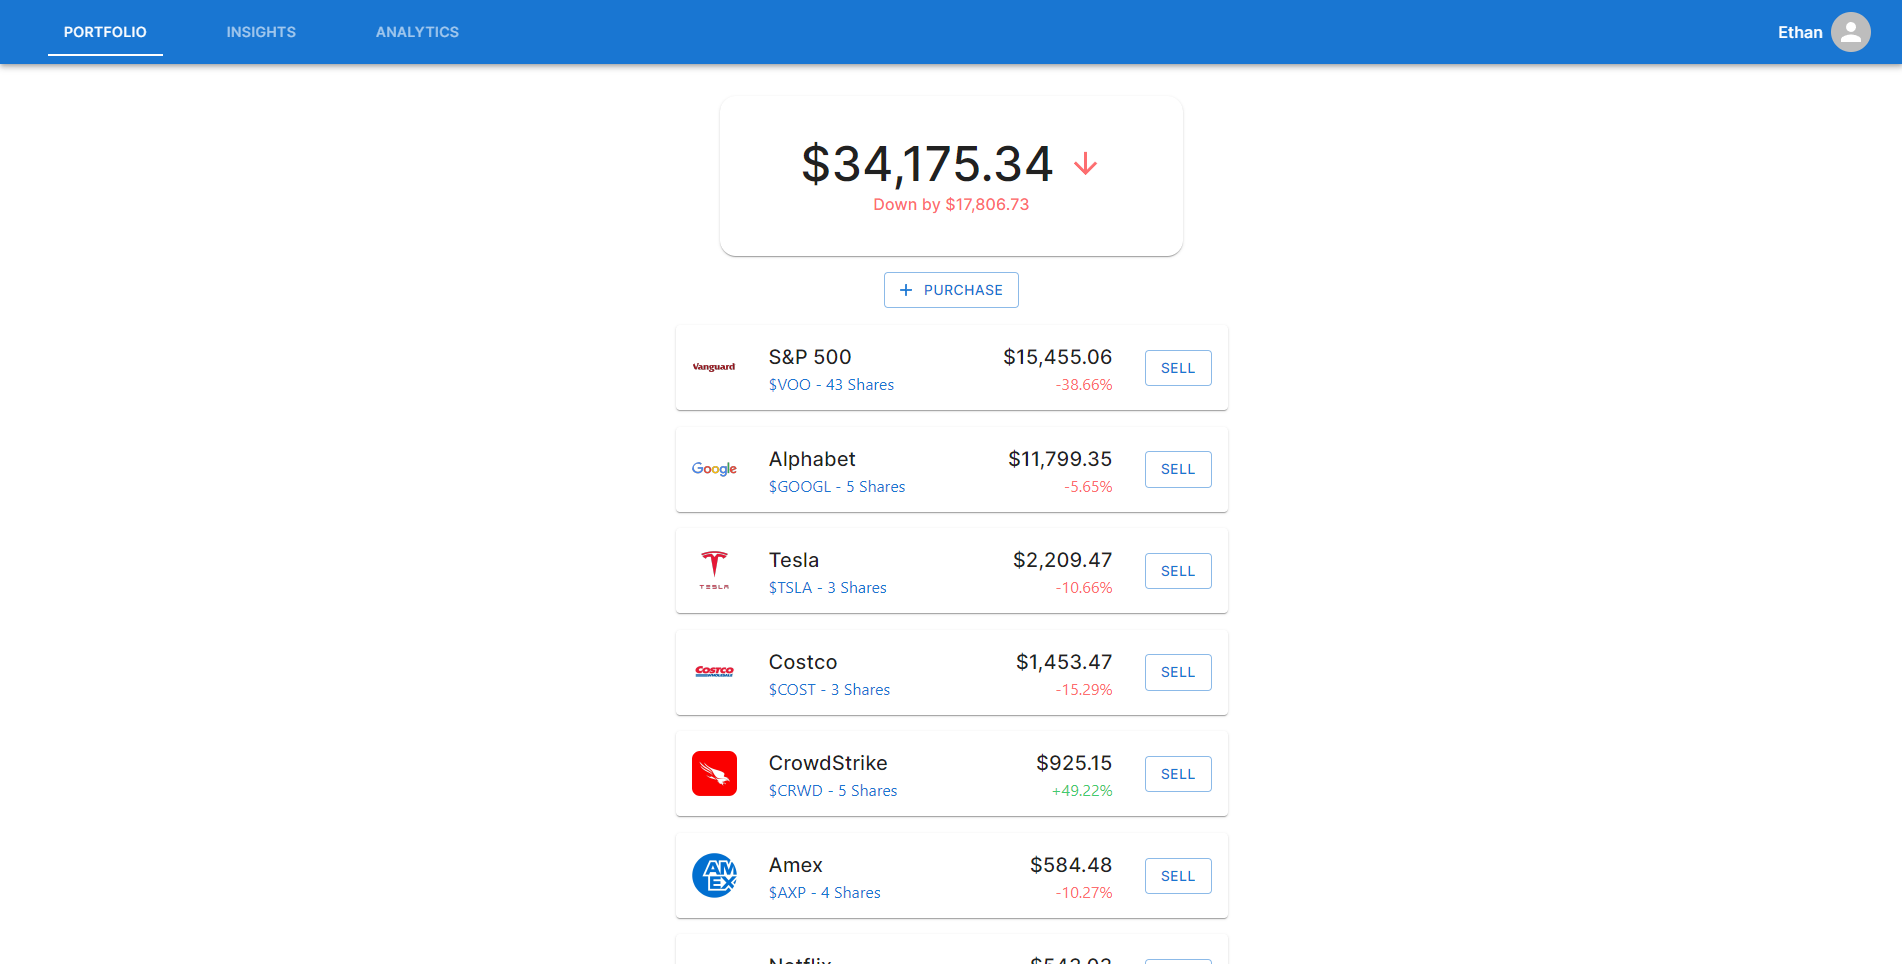 PORTFOLIO
INSIGHTS
ANALYTICS
Ethan
$34,175.34
Down by $17,806.73
PURCHASE
Vanguard
S&P 500
$15,455.06
$VOO - 43 Shares
-38.66%
SELL
Google
Alphabet
$11,799.35
$GOOGL - 5 Shares
-5.65%
SELL
TESLA
Tesla
$2,209.47
$TSLA - 3 Shares
-10.66%
SELL
COSTCO
WHOLESALE
Costco
$1,453.47
$COST - 3 Shares
-15.29%
SELL
CrowdStrike
$925.15
$CRWD - 5 Shares
+49.22%
SELL
AM
EX
Amex
$584.48
$AXP - 4 Shares
-10.27%
SELL
Netflix